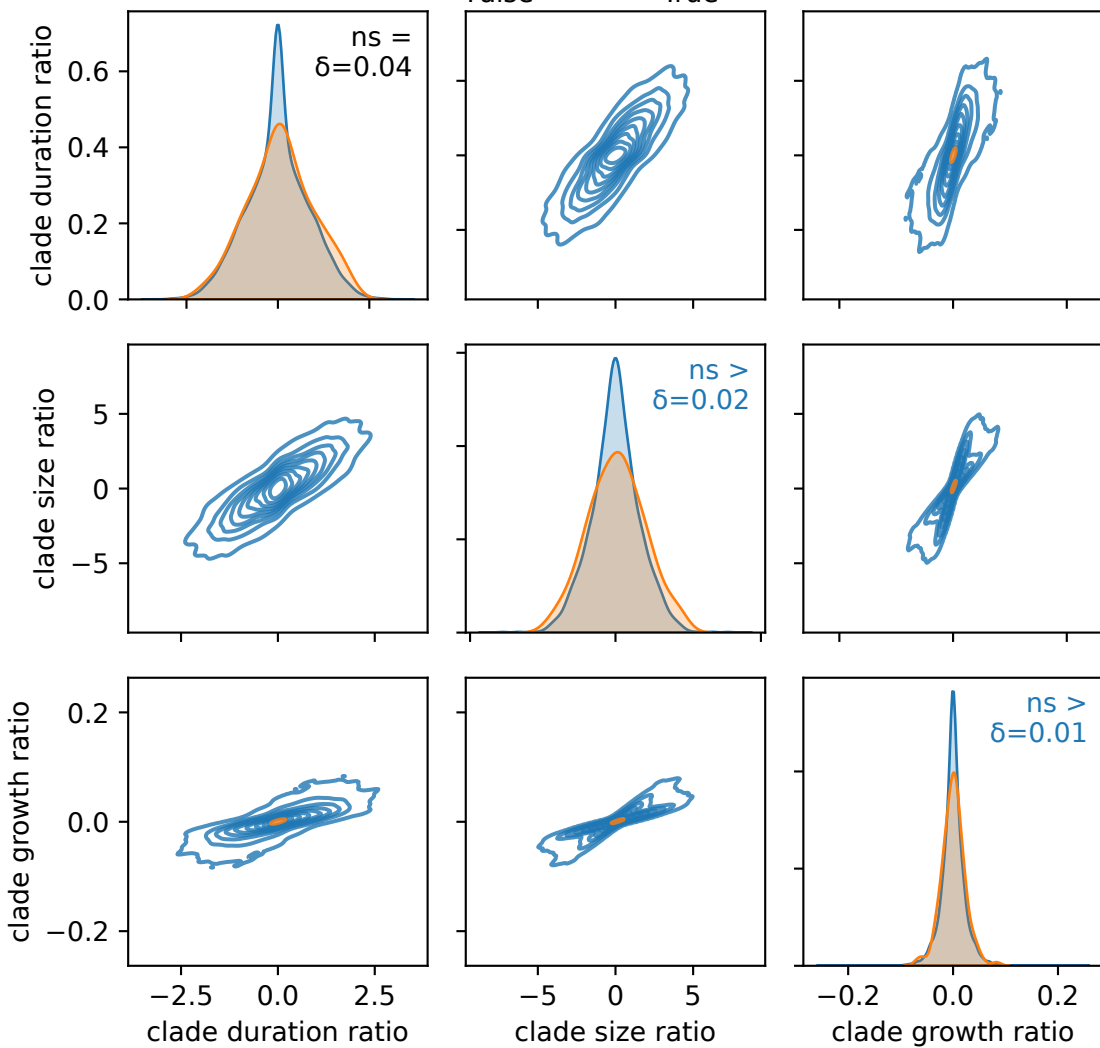 clade duration ratio
0.6
0.4
0.2
0.0
ns =
δ=0.04
clade size ratio
5
0
−5
ns >
δ=0.02
clade growth ratio
0.2
0.0
−0.2
ns >
δ=0.01
−2.5 0.0 2.5
−5 0 5
−0.2 0.0 0.2
clade duration ratio
clade size ratio
clade growth ratio